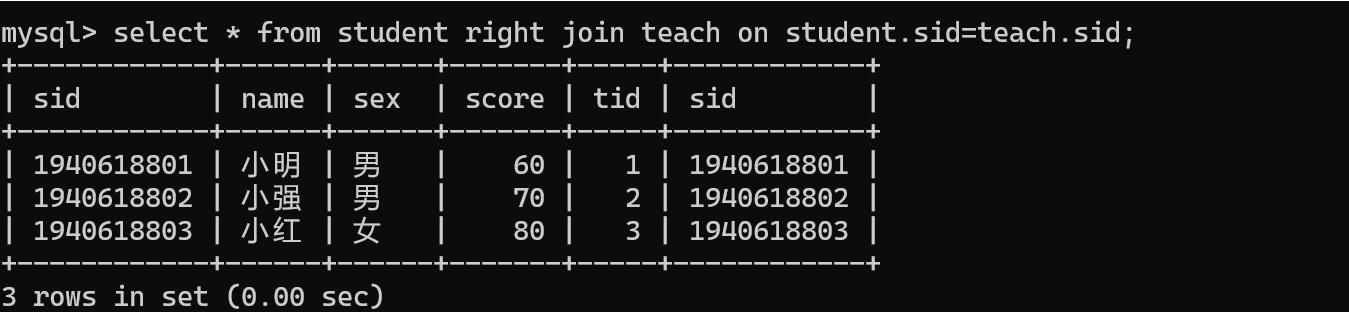 mysql> select * from student right join teach on student.sid=teach.sid;
+------------+------+------+-------+-----+------------+
| sid        | name | sex  | score | tid | sid        |
+------------+------+------+-------+-----+------------+
| 1940618801 | 小明 | 男   |    60 |   1 | 1940618801 |
| 1940618802 | 小强 | 男   |    70 |   2 | 1940618802 |
| 1940618803 | 小红 | 女   |    80 |   3 | 1940618803 |
+------------+------+------+-------+-----+------------+
3 rows in set (0.00 sec)